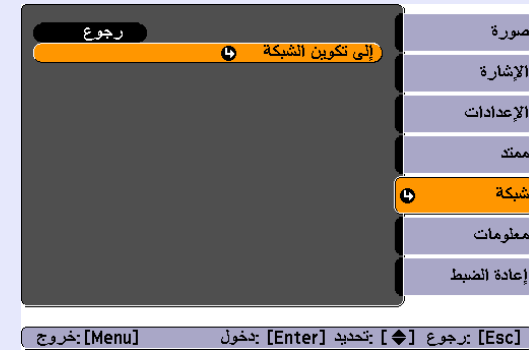 رجوع
إلى تكوين الشبكة
صورة
الإشارة
الإعدادات
ممتد
شبكة
معلومات
إعادة الضبط
[Esc] :رجوع [◆] :تحديد [Enter] :دخول [Menu] :خروج